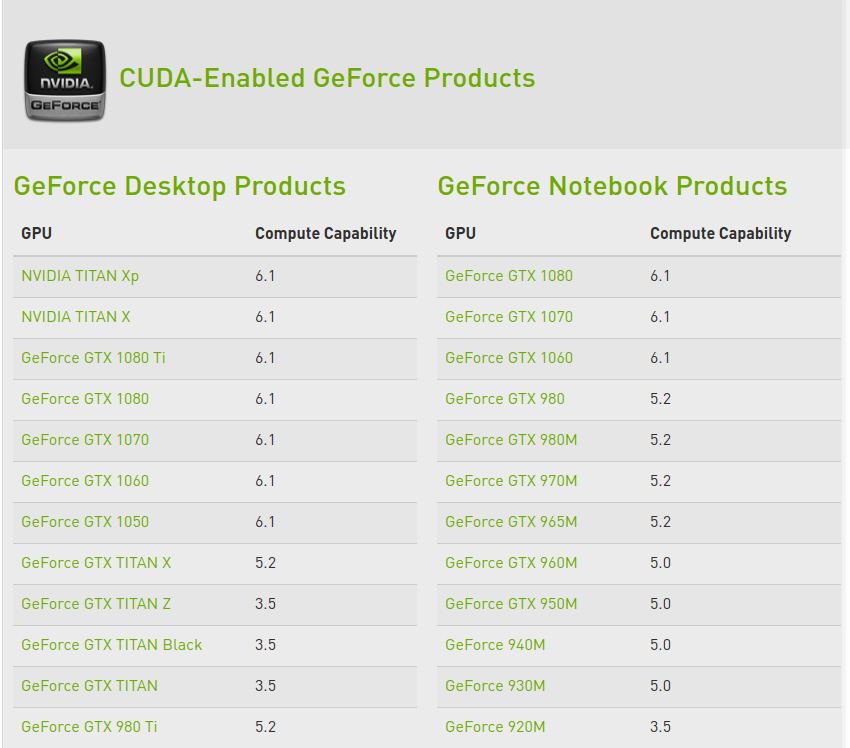 NVIDIA.
GEFORCE
CUDA-Enabled GeForce Products
GeForce Desktop Products
GPU Compute Capability
NVIDIA TITAN Xp 6.1
NVIDIA TITAN X 6.1
GeForce GTX 1080 Ti 6.1
GeForce GTX 1080 6.1
GeForce GTX 1070 6.1
GeForce GTX 1060 6.1
GeForce GTX 1050 6.1
GeForce GTX TITAN X 5.2
GeForce GTX TITAN Z 3.5
GeForce GTX TITAN Black 3.5
GeForce GTX TITAN 3.5
GeForce GTX 980 Ti 5.2
GeForce Notebook Products
GPU Compute Capability
GeForce GTX 1080 6.1
GeForce GTX 1070 6.1
GeForce GTX 1060 6.1
GeForce GTX 980 5.2
GeForce GTX 980M 5.2
GeForce GTX 970M 5.2
GeForce GTX 965M 5.2
GeForce GTX 960M 5.0
GeForce GTX 950M 5.0
GeForce 940M 5.0
GeForce 930M 5.0
GeForce 920M 3.5